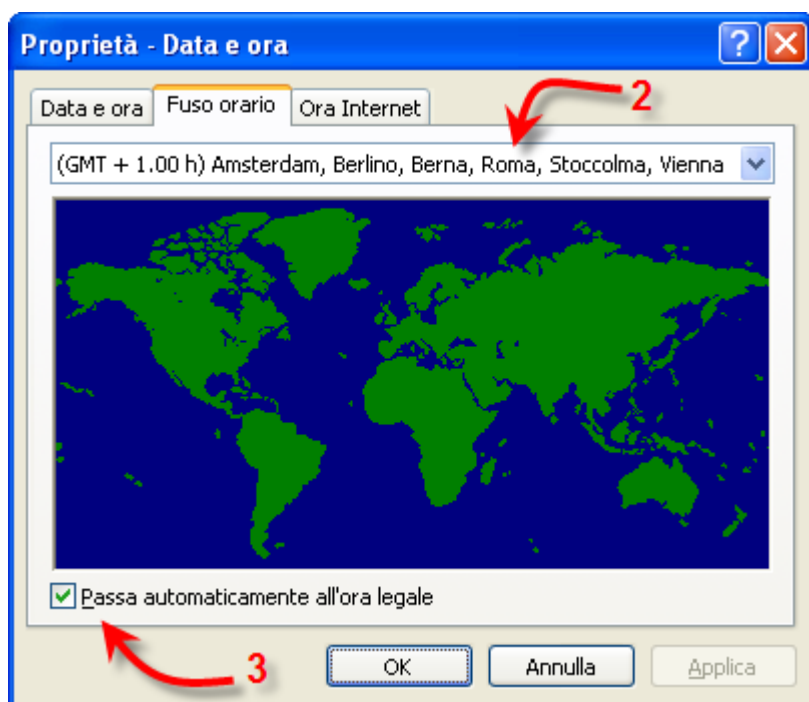 Proprietà - Data e ora
Data e ora Fuso orario Ora Internet
2
(GMT + 1.00 h) Amsterdam, Berlino, Berna, Roma, Stoccolma, Vienna
Passa automaticamente all'ora legale
3
OK Annulla Applica